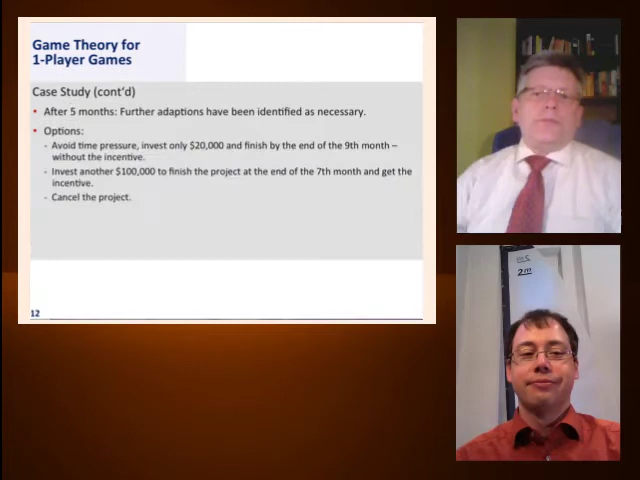 Game Theory for
1-Player Games
Case Study (cont'd)
• After 5 months: Further adaptions have been identified as necessary.
• Options:
- Avoid time pressure, invest only $20,000 and finish by the end of the 9th month –
without the incentive.
- Invest another $100,000 to finish the project at the end of the 7th month and get the
incentive.
- Cancel the project.
12